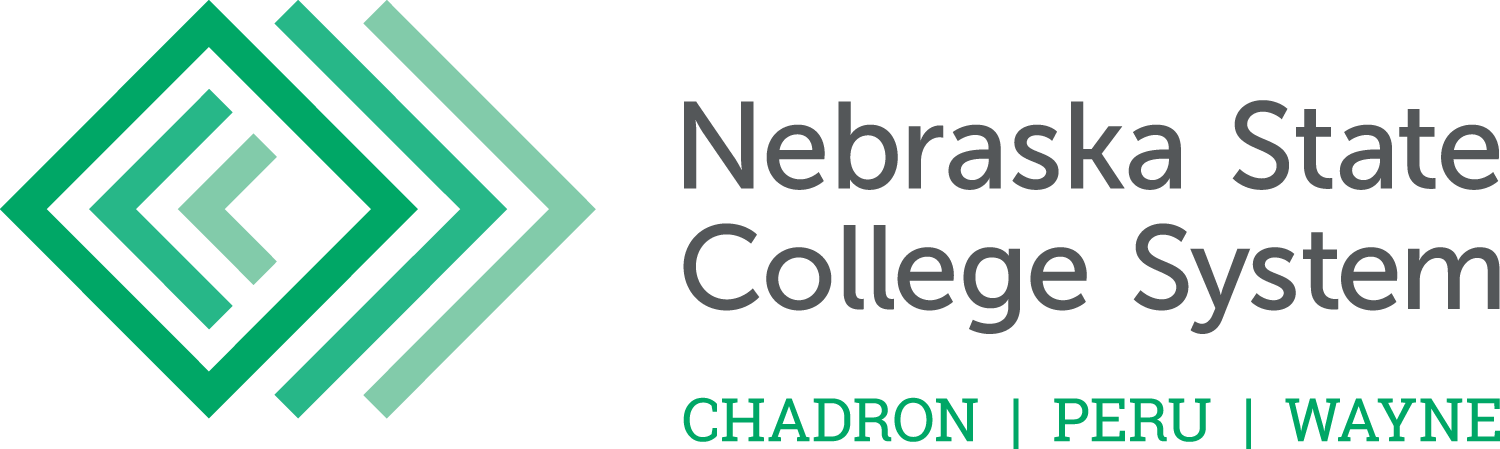 Nebraska State
College System
CHADRON | PERU | WAYNE